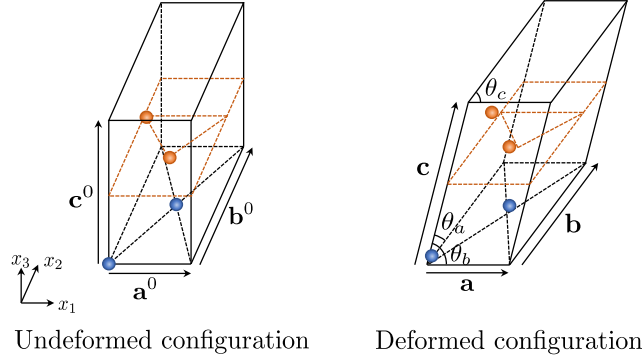 θ_c
c⁰
c
b⁰
θ_a
b
θ_b
x₃
x₂
a⁰
a
x₁
Undeformed configuration
Deformed configuration